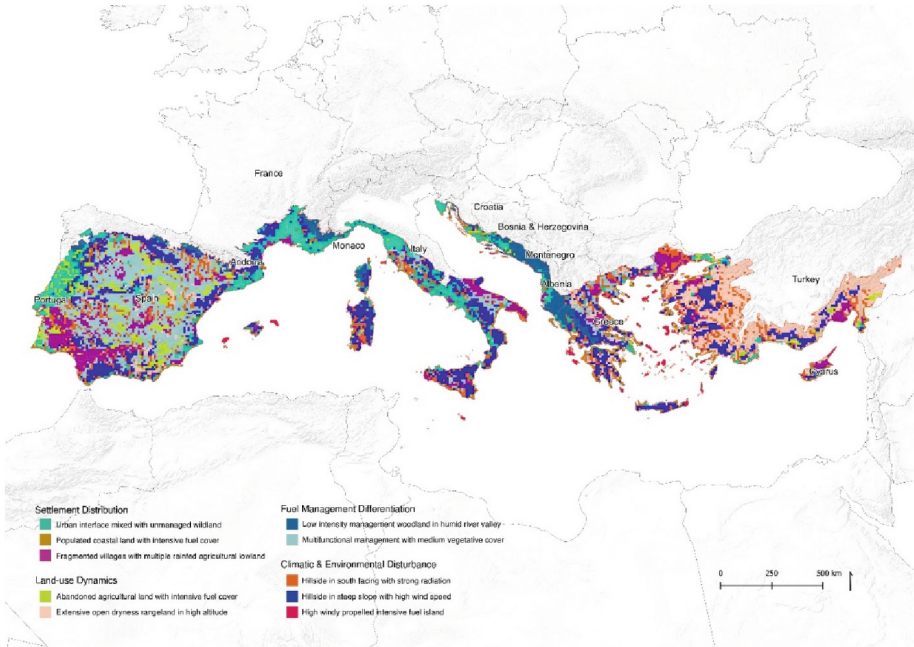 France
Croatia
Bosnia & Herzegovina
Monaco
Italy
Montenegro
Andorra
Albania
Turkey
Portugal
Spain
Greece
Cyprus
Settlement Distribution
Urban interface mixed with unmanaged wildland
Populated coastal land with intensive fuel cover
Fragmented villages with multiple rainfed agricultural lowland
Land-use Dynamics
Abandoned agricultural land with intensive fuel cover
Extensive open dryness rangeland in high altitude
Fuel Management Differentiation
Low intensity management woodland in humid river valley
Multifunctional management with medium vegetative cover
Climatic & Environmental Disturbance
Hillside in south facing with strong radiation
Hillside in steep slope with high wind speed
High windy propelled intensive fuel island
0 250 500 km